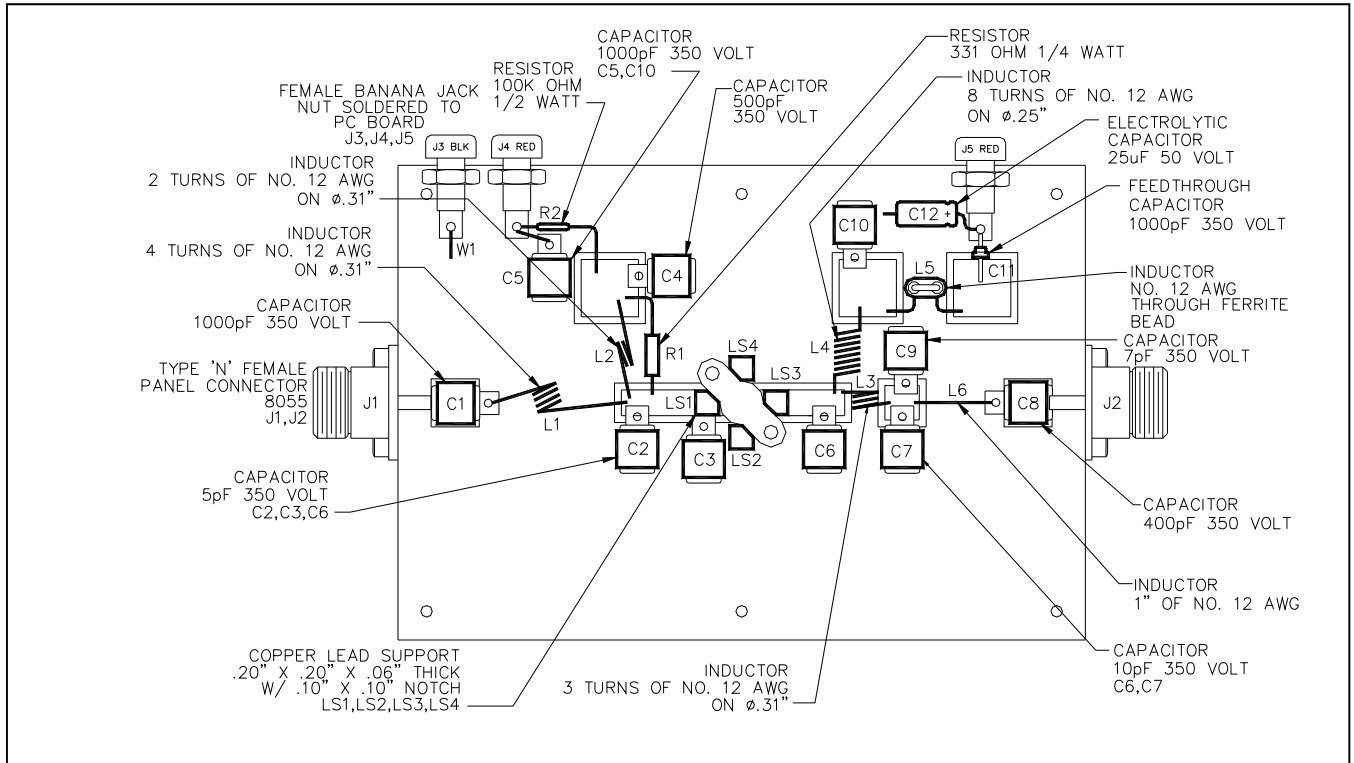 CAPACITOR
1000pF 350 VOLT
C5,C10
RESISTOR
100K OHM
1/2 WATT
FEMALE BANANA JACK
NUT SOLDERED TO
PC BOARD
J3,J4,J5
INDUCTOR
2 TURNS OF NO. 12 AWG
ON ø.31"
INDUCTOR
4 TURNS OF NO. 12 AWG
ON ø.31"
CAPACITOR
1000pF 350 VOLT
TYPE 'N' FEMALE
PANEL CONNECTOR
8055
J1,J2
CAPACITOR
5pF 350 VOLT
C2,C3,C6
COPPER LEAD SUPPORT
.20" X .20" X .06" THICK
W/ .10" X .10" NOTCH
LS1,LS2,LS3,LS4
CAPACITOR
500pF
350 VOLT
RESISTOR
331 OHM 1/4 WATT
INDUCTOR
8 TURNS OF NO. 12 AWG
ON ø.25"
ELECTROLYTIC
CAPACITOR
25uF 50 VOLT
FEEDTHROUGH
CAPACITOR
1000pF 350 VOLT
INDUCTOR
NO. 12 AWG
THROUGH FERRITE
BEAD
CAPACITOR
7pF 350 VOLT
CAPACITOR
400pF 350 VOLT
INDUCTOR
1" OF NO. 12 AWG
CAPACITOR
10pF 350 VOLT
C6,C7
INDUCTOR
3 TURNS OF NO. 12 AWG
ON ø.31"
J3 BLK
J4 RED
J5 RED
R2
W1
C5
C4
C10
C12 +
C11
L5
L2
R1
LS4
LS3
L4
L3
C9
L6
J1
C1
L1
LS1
LS2
C2
C3
C6
C7
C8
J2